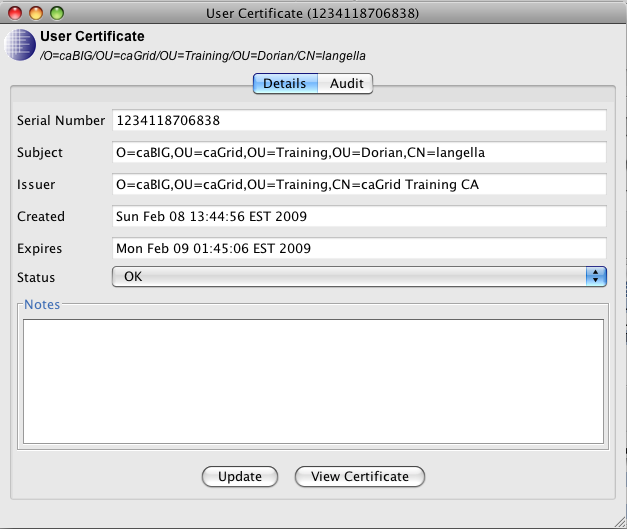 User Certificate (1234118706838)
User Certificate
/O=caBIG/OU=caGrid/OU=Training/OU=Dorian/CN=langella
Details Audit
Serial Number 1234118706838
Subject O=caBIG,OU=caGrid,OU=Training,OU=Dorian,CN=langella
Issuer O=caBIG,OU=caGrid,OU=Training,CN=caGrid Training CA
Created Sun Feb 08 13:44:56 EST 2009
Expires Mon Feb 09 01:45:06 EST 2009
Status OK
Notes
Update View Certificate